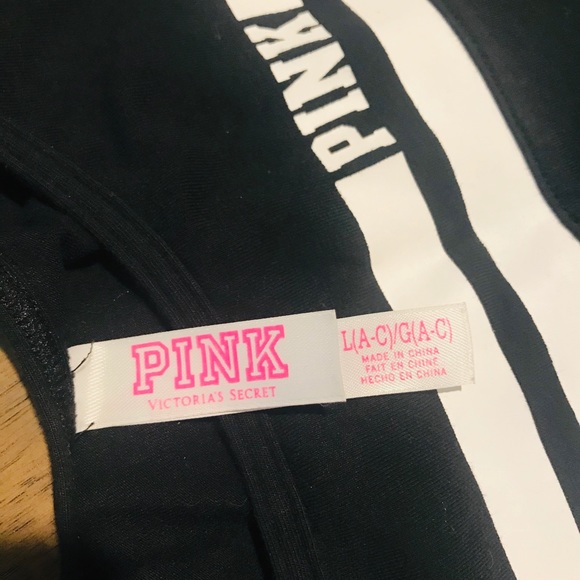 PINK
PINK
VICTORIA'S SECRET
L(A-C)/G(A-C)
MADE IN CHINA
FAIT EN CHINE
HECHO EN CHINA